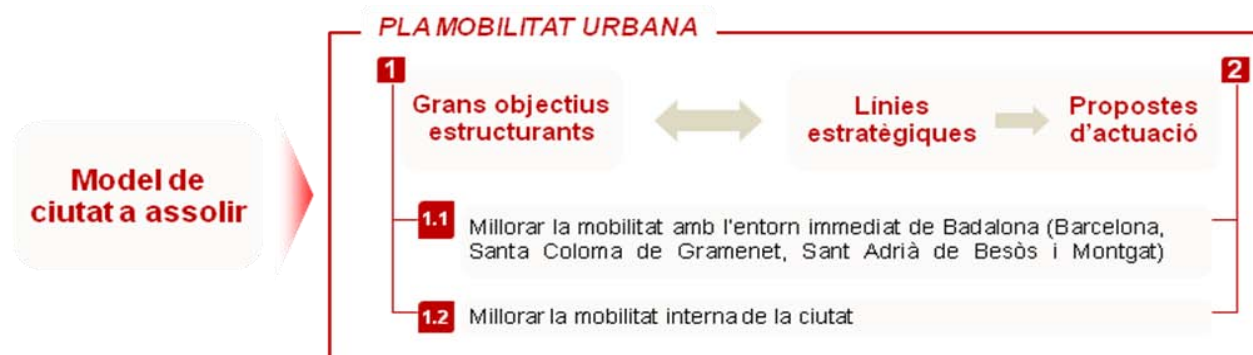 PLA MOBILITAT URBANA
1
2
Grans objectius
estructurants
Línies
estratègiques
Propostes
d'actuació
Model de
ciutat a assolir
1.1
Millorar la mobilitat amb l'entorn immediat de Badalona (Barcelona,
Santa Coloma de Gramenet, Sant Adrià de Besòs i Montgat)
1.2
Millorar la mobilitat interna de la ciutat